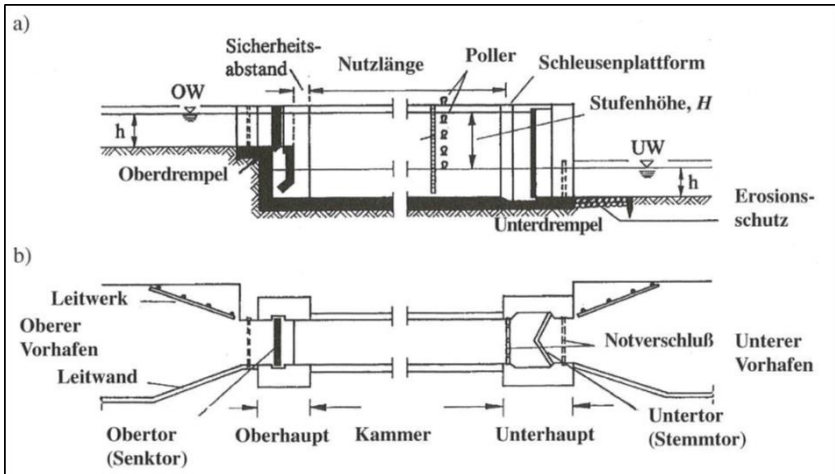 a)
Sicherheits-
abstand
Nutzlänge
Poller
Schleusenplattform
OW
Stufenhöhe, H
h
UW
Oberdrempel
h
Unterdrempel
Erosions-
schutz
b)
Leitwerk
Oberer
Vorhafen
Notverschluß
Unterer
Vorhafen
Leitwand
Obertor
(Senktor)
Oberhaupt
Kammer
Unterhaupt
Untertor
(Stemmtor)